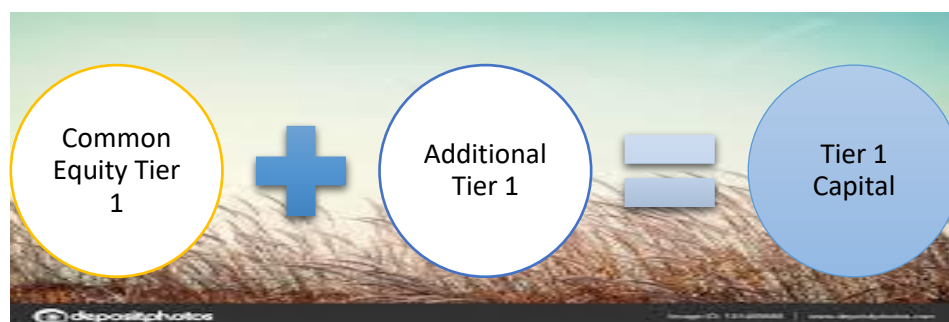 Common
Equity Tier
1
Additional
Tier 1
Tier 1
Capital
depositphotos